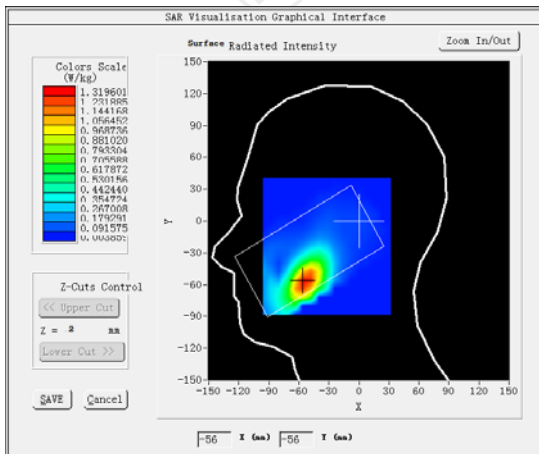 SAR Visualisation Graphical Interface
Surface Radiated Intensity
Zoom In/Out
Colors Scale
(W/kg)
1.319601
1.231885
1.144168
1.056452
0.968736
0.881020
0.793304
0.705588
0.617872
0.530156
0.442440
0.354724
0.267008
0.179291
0.091575
0.003859
150
120
90
60
30
0
-30
-60
-90
-120
-150
Y
-150 -120 -90 -60 -30 0 30 60 90 120 150
X
Z-Cuts Control
<< Upper Cut
Z = 2 mm
Lower Cut >>
SAVE Cancel
-56 X (mm) -56 Y (mm)